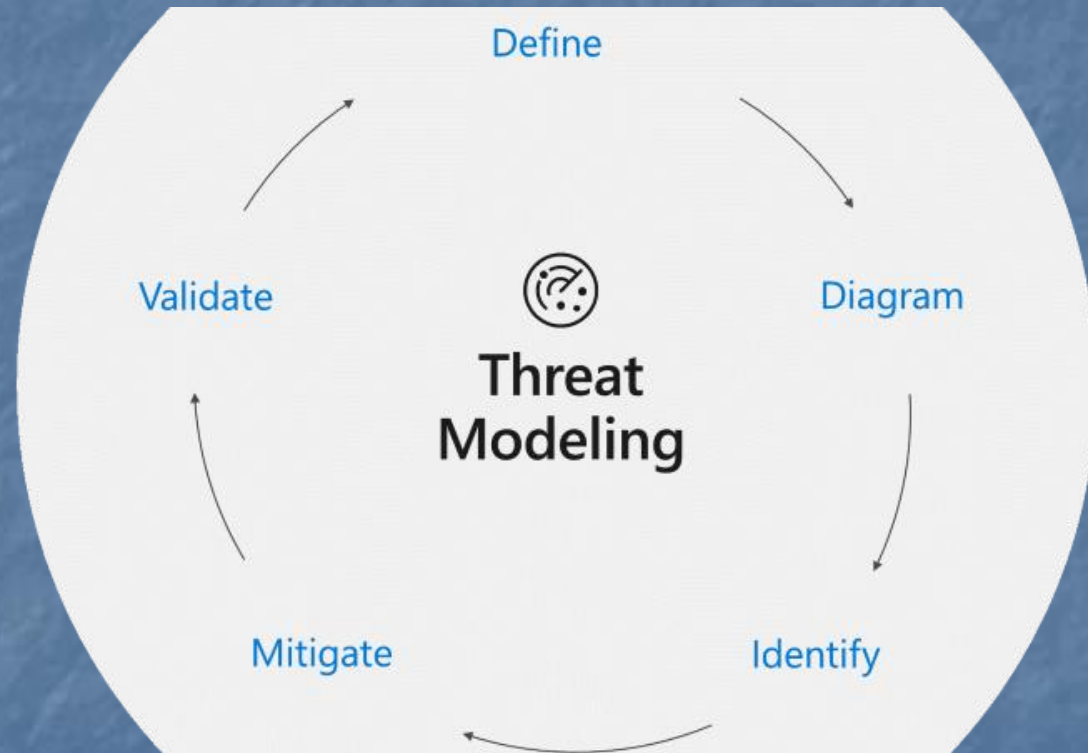 Define
Validate
Diagram
Threat
Modeling
Mitigate
Identify